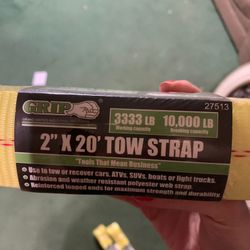 GRIP
3333 LB
Working capacity
10,000 LB
Breaking capacity
27513
2" X 20' TOW STRAP
"Tools That Mean Business"
• Use to tow or recover cars, ATVs, SUVs, boats or light trucks.
• Abrasion and weather resistant polyester web strap.
• Reinforced looped ends for maximum strength and durability.